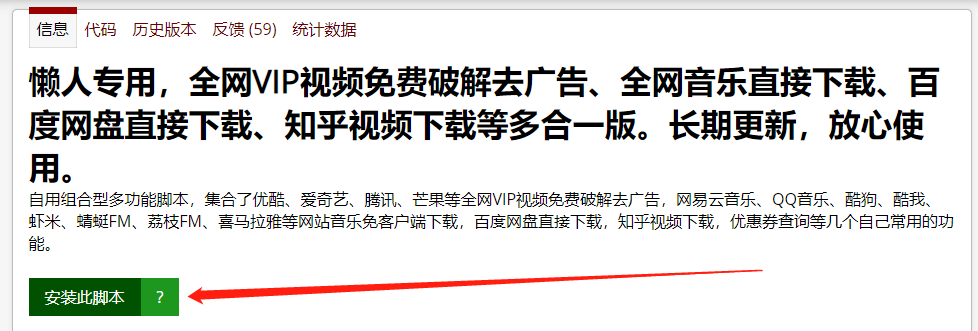 信息 代码 历史版本 反馈 (59) 统计数据
懒人专用，全网VIP视频免费破解去广告、全网音乐直接下载、百
度网盘直接下载、知乎视频下载等多合一版。长期更新，放心使
用。
自用组合型多功能脚本，集合了优酷、爱奇艺、腾讯、芒果等全网VIP视频免费破解去广告，网易云音乐、QQ音乐、酷狗、酷我、
虾米、蜻蜓FM、荔枝FM、喜马拉雅等网站音乐免客户端下载，百度网盘直接下载，知乎视频下载，优惠券查询等几个自己常用的功
能。
安装此脚本 ?